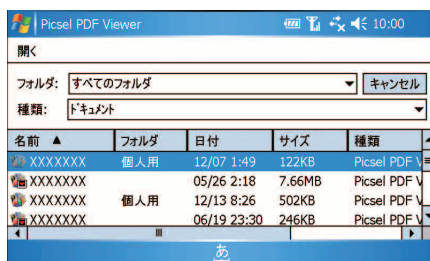 Picsel PDF Viewer 10:00
開く
フォルダ: すべてのフォルダ キャンセル
種類: ドキュメント
名前 ▲ フォルダ 日付 サイズ 種類
XXXXXXX 個人用 12/07 1:49 122KB Picsel PDF V
XXXXXXX 05/26 2:18 7.66MB Picsel PDF V
XXXXXXX 個人用 12/13 8:26 502KB Picsel PDF V
XXXXXXX 06/19 23:30 246KB Picsel PDF V
あ